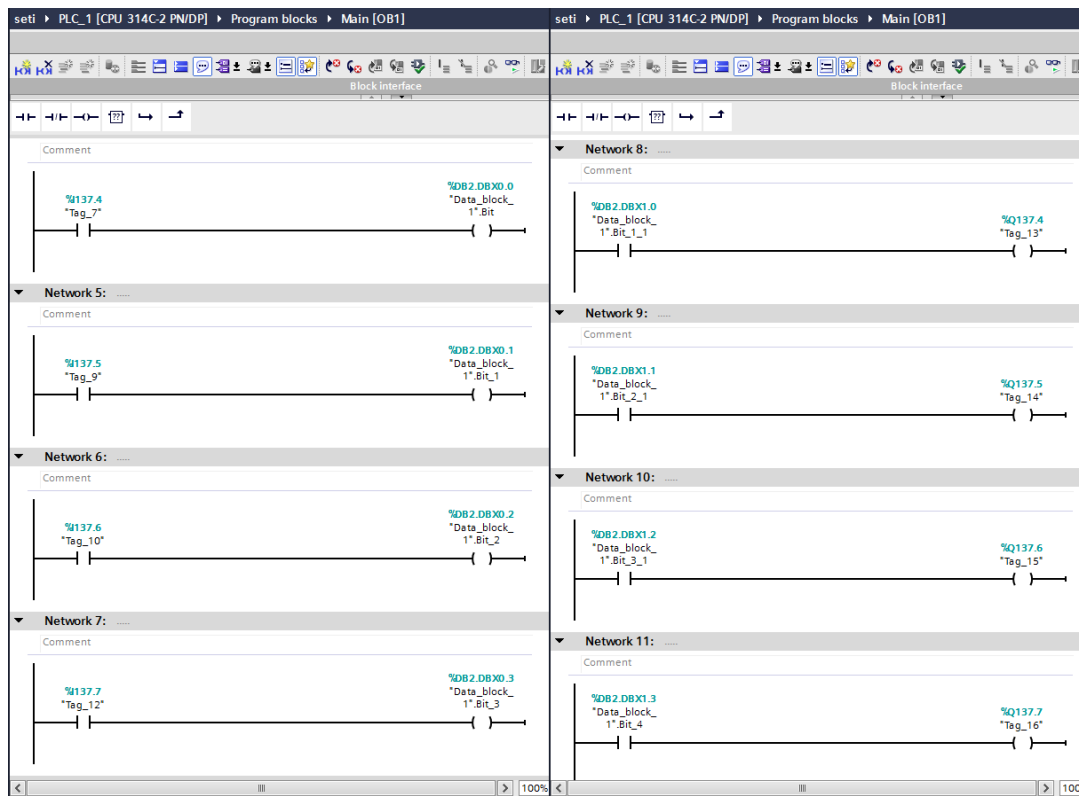 seti ▸ PLC_1 [CPU 314C-2 PN/DP] ▸ Program blocks ▸ Main [OB1]
Block interface
??
Comment
%I137.4
"Tag_7"
%DB2.DBX0.0
"Data_block_
1".Bit
Network 5: .....
Comment
%I137.5
"Tag_9"
%DB2.DBX0.1
"Data_block_
1".Bit_1
Network 6: .....
Comment
%I137.6
"Tag_10"
%DB2.DBX0.2
"Data_block_
1".Bit_2
Network 7: .....
Comment
%I137.7
"Tag_12"
%DB2.DBX0.3
"Data_block_
1".Bit_3
100%
seti ▸ PLC_1 [CPU 314C-2 PN/DP] ▸ Program blocks ▸ Main [OB1]
Block interface
??
Network 8: .....
Comment
%DB2.DBX1.0
"Data_block_
1".Bit_1_1
%Q137.4
"Tag_13"
Network 9: .....
Comment
%DB2.DBX1.1
"Data_block_
1".Bit_2_1
%Q137.5
"Tag_14"
Network 10: .....
Comment
%DB2.DBX1.2
"Data_block_
1".Bit_3_1
%Q137.6
"Tag_15"
Network 11: .....
Comment
%DB2.DBX1.3
"Data_block_
1".Bit_4
%Q137.7
"Tag_16"
100